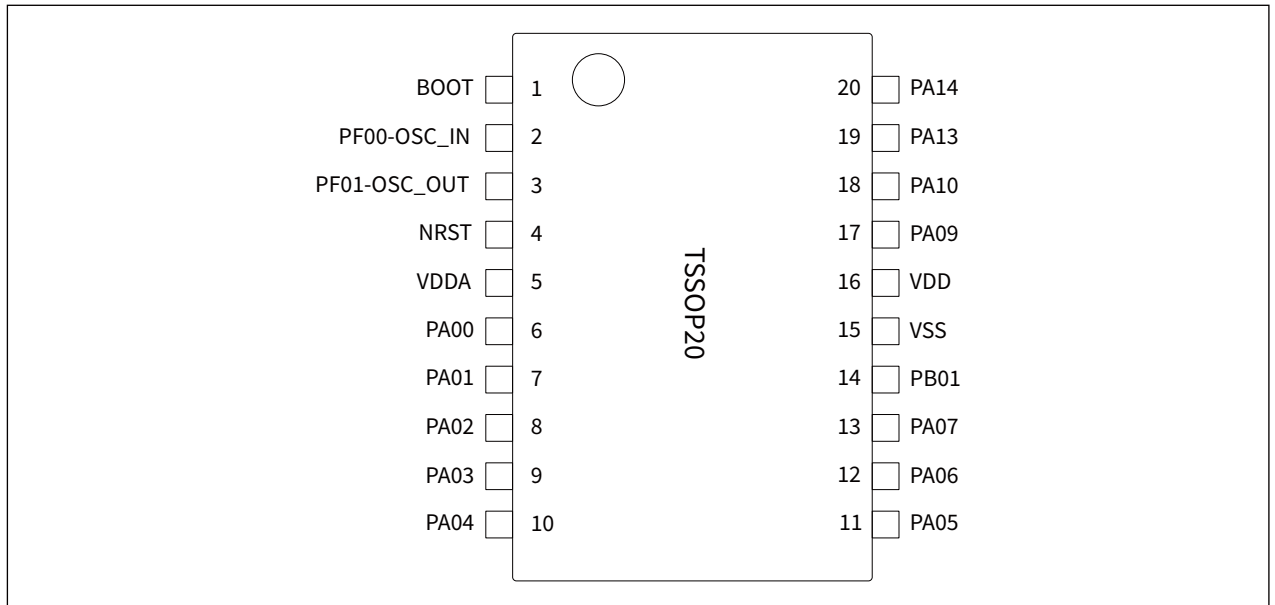 BOOT 1 20 PA14
PF00-OSC_IN 2 19 PA13
PF01-OSC_OUT 3 18 PA10
NRST 4 17 PA09
VDDA 5 16 VDD
PA00 6 15 VSS
PA01 7 14 PB01
PA02 8 13 PA07
PA03 9 12 PA06
PA04 10 11 PA05
TSSOP20